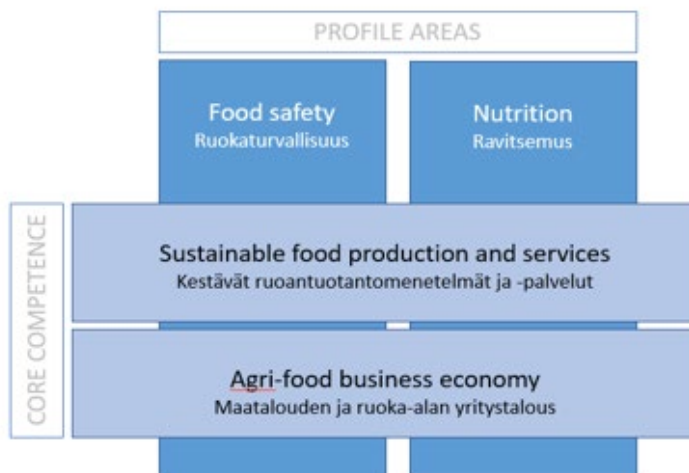 PROFILE AREAS
Food safety
Ruokaturvallisuus
Nutrition
Ravitsemus
CORE COMPETENCE
Sustainable food production and services
Kestävät ruoantuotantomenetelmät ja -palvelut
Agri-food business economy
Maatalouden ja ruoka-alan yritystalous